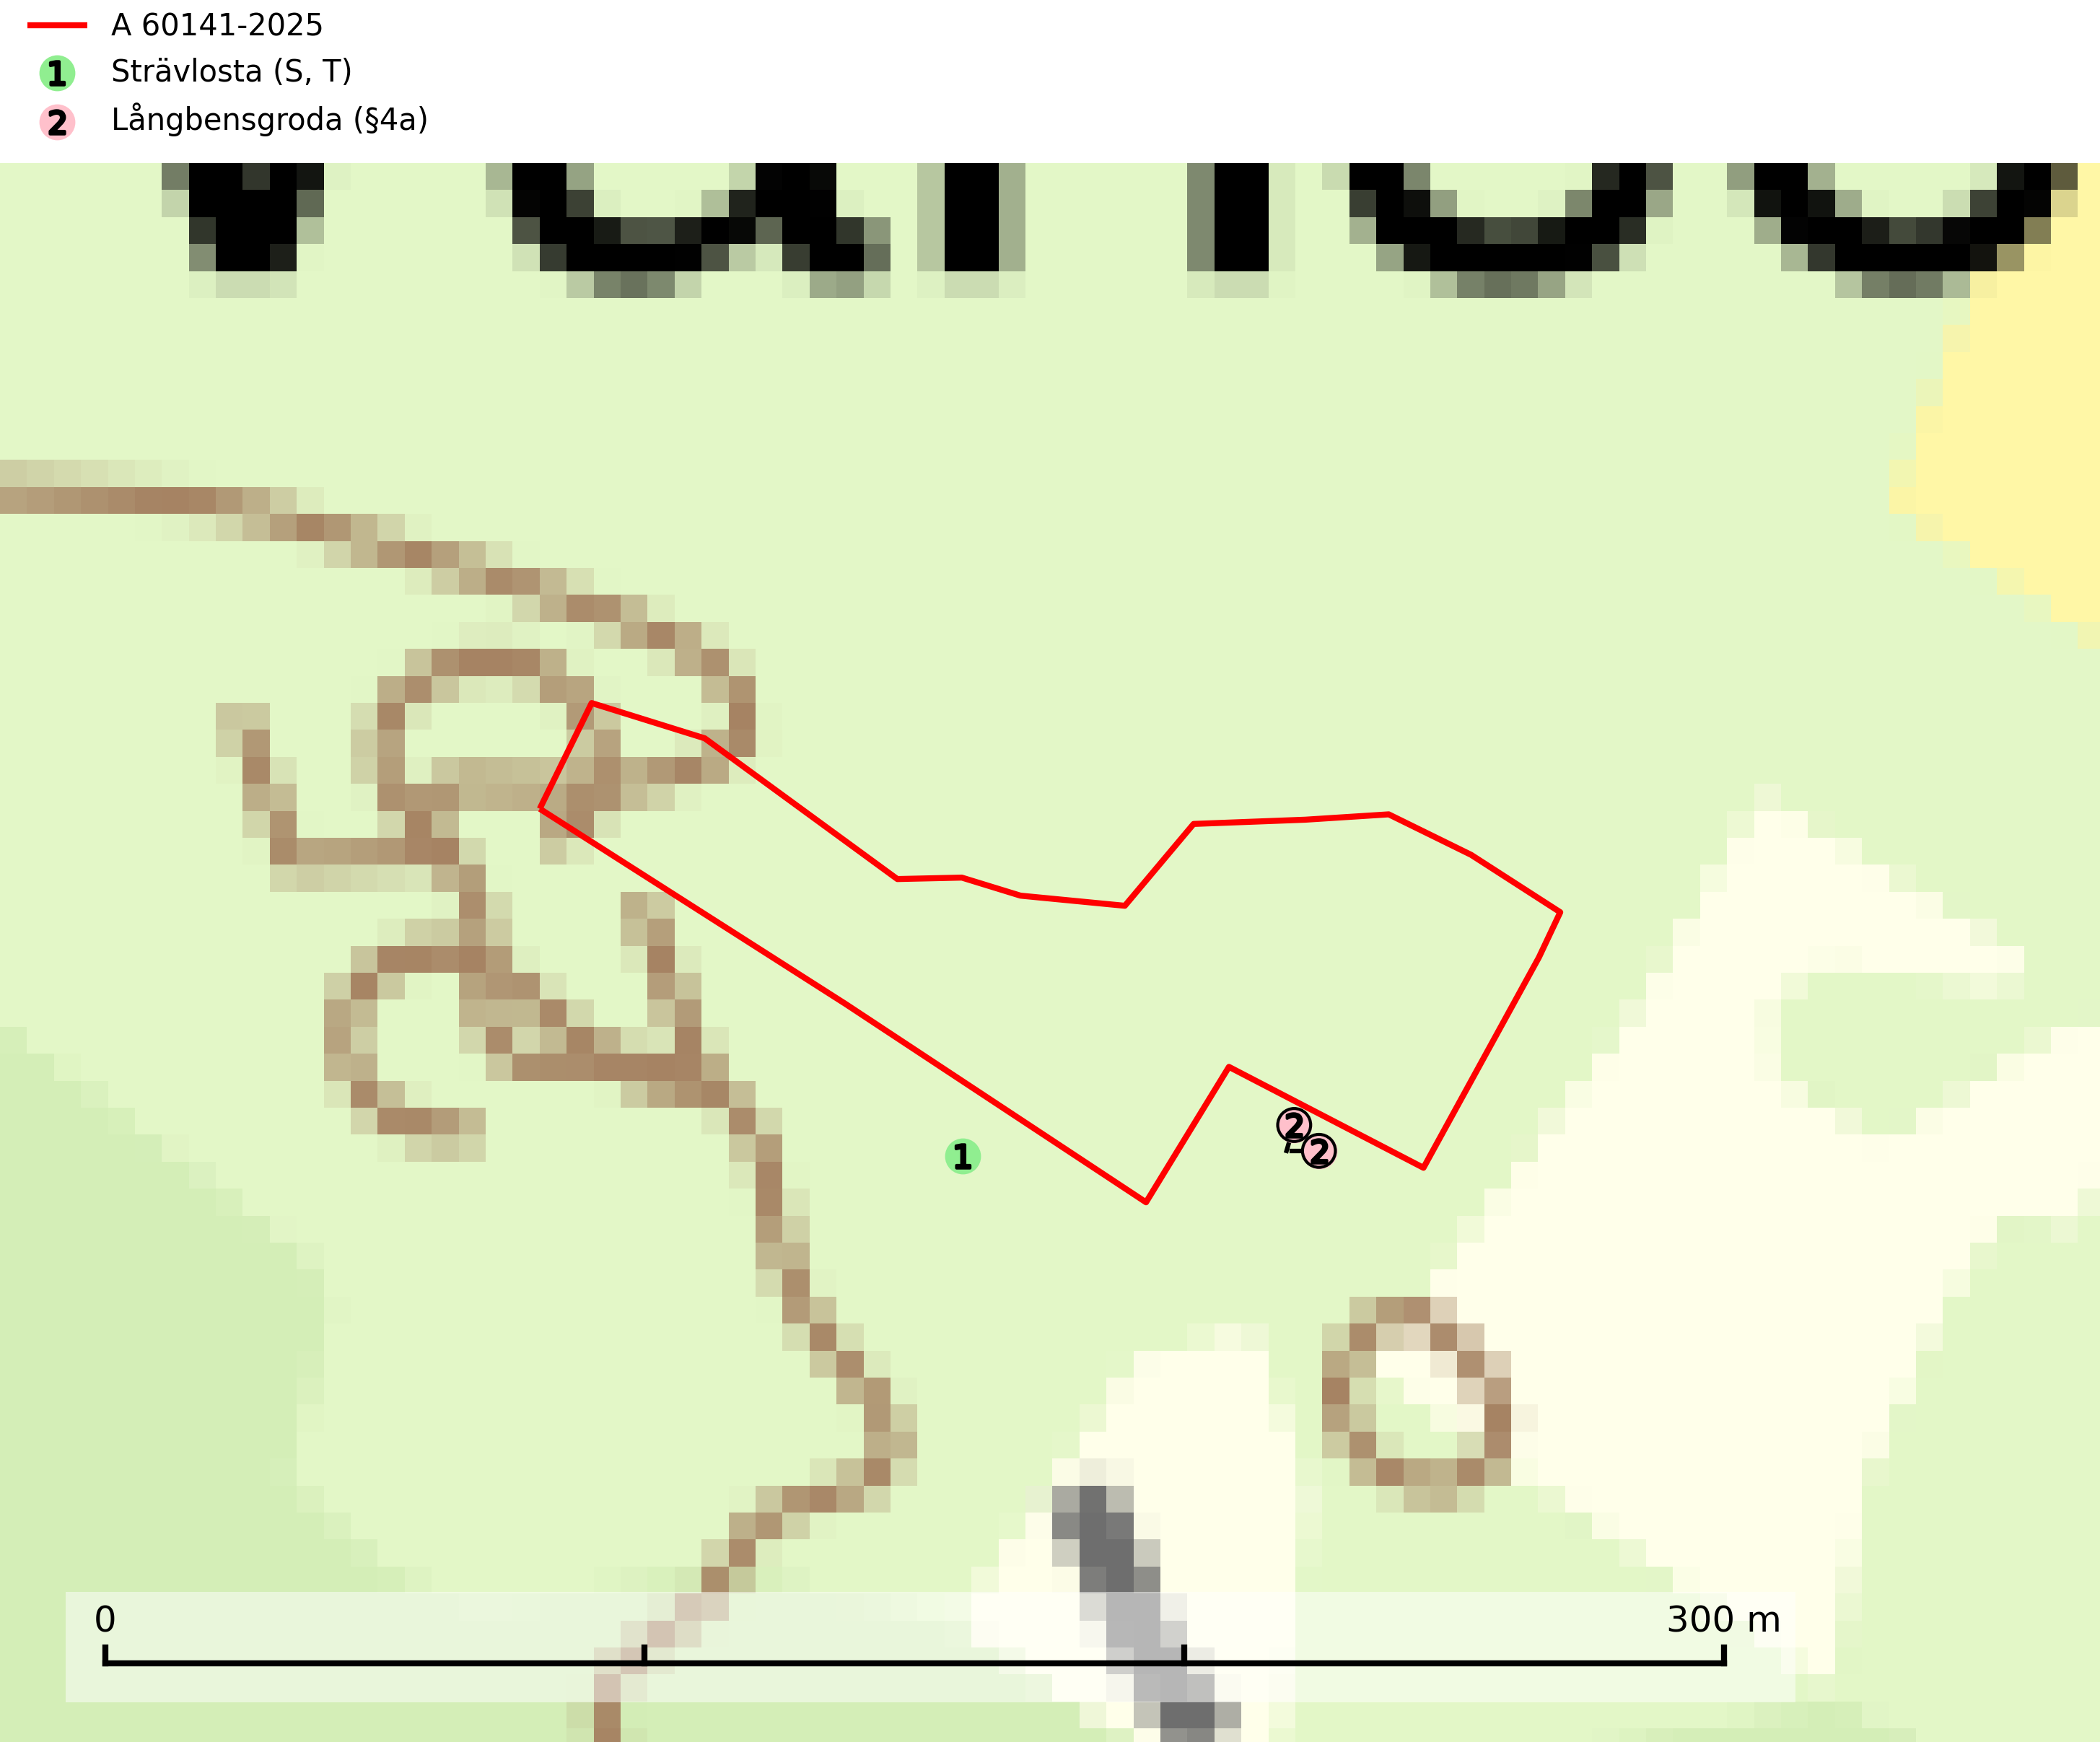 A 60141-2025
1 Strävlosta (S, T)
2 Långbensgroda (§4a)
2
2
1
0 300 m